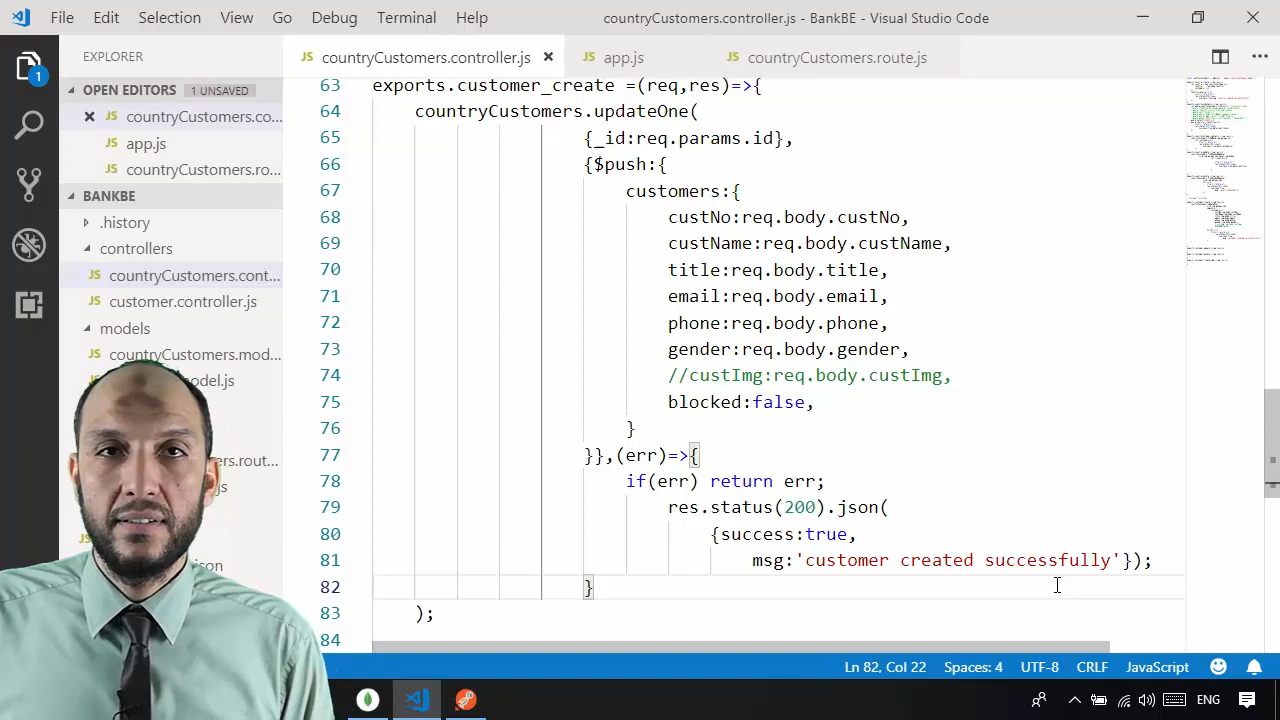 File Edit Selection View Go Debug Terminal Help countryCustomers.controller.js - BankBE - Visual Studio Code
EXPLORER
OPEN EDITORS 1 UNSAVED
countryCustomers.co...
app.js
countryCustomers.ro...
BANKBE
.history
controllers
countryCustomers.cont...
customer.controller.js
models
countryCustomers.mod...
model.js
rs.rout...
js
json
1
countryCustomers.controller.js app.js countryCustomers.route.js
63 exports.customer_create =(req,res)=>{
64 countryCustomers.updateOne(
65 {_id:req.params.id},
66 {$push:{
67 customers:{
68 custNo:req.body.custNo,
69 custName:req.body.custName,
70 title:req.body.title,
71 email:req.body.email,
72 phone:req.body.phone,
73 gender:req.body.gender,
74 //custImg:req.body.custImg,
75 blocked:false,
76 }
77 }},(err)=>{
78 if(err) return err;
79 res.status(200).json(
80 {success:true,
81 msg:'customer created successfully'});
82 }
83 );
84
Ln 82, Col 22 Spaces: 4 UTF-8 CRLF JavaScript
ENG